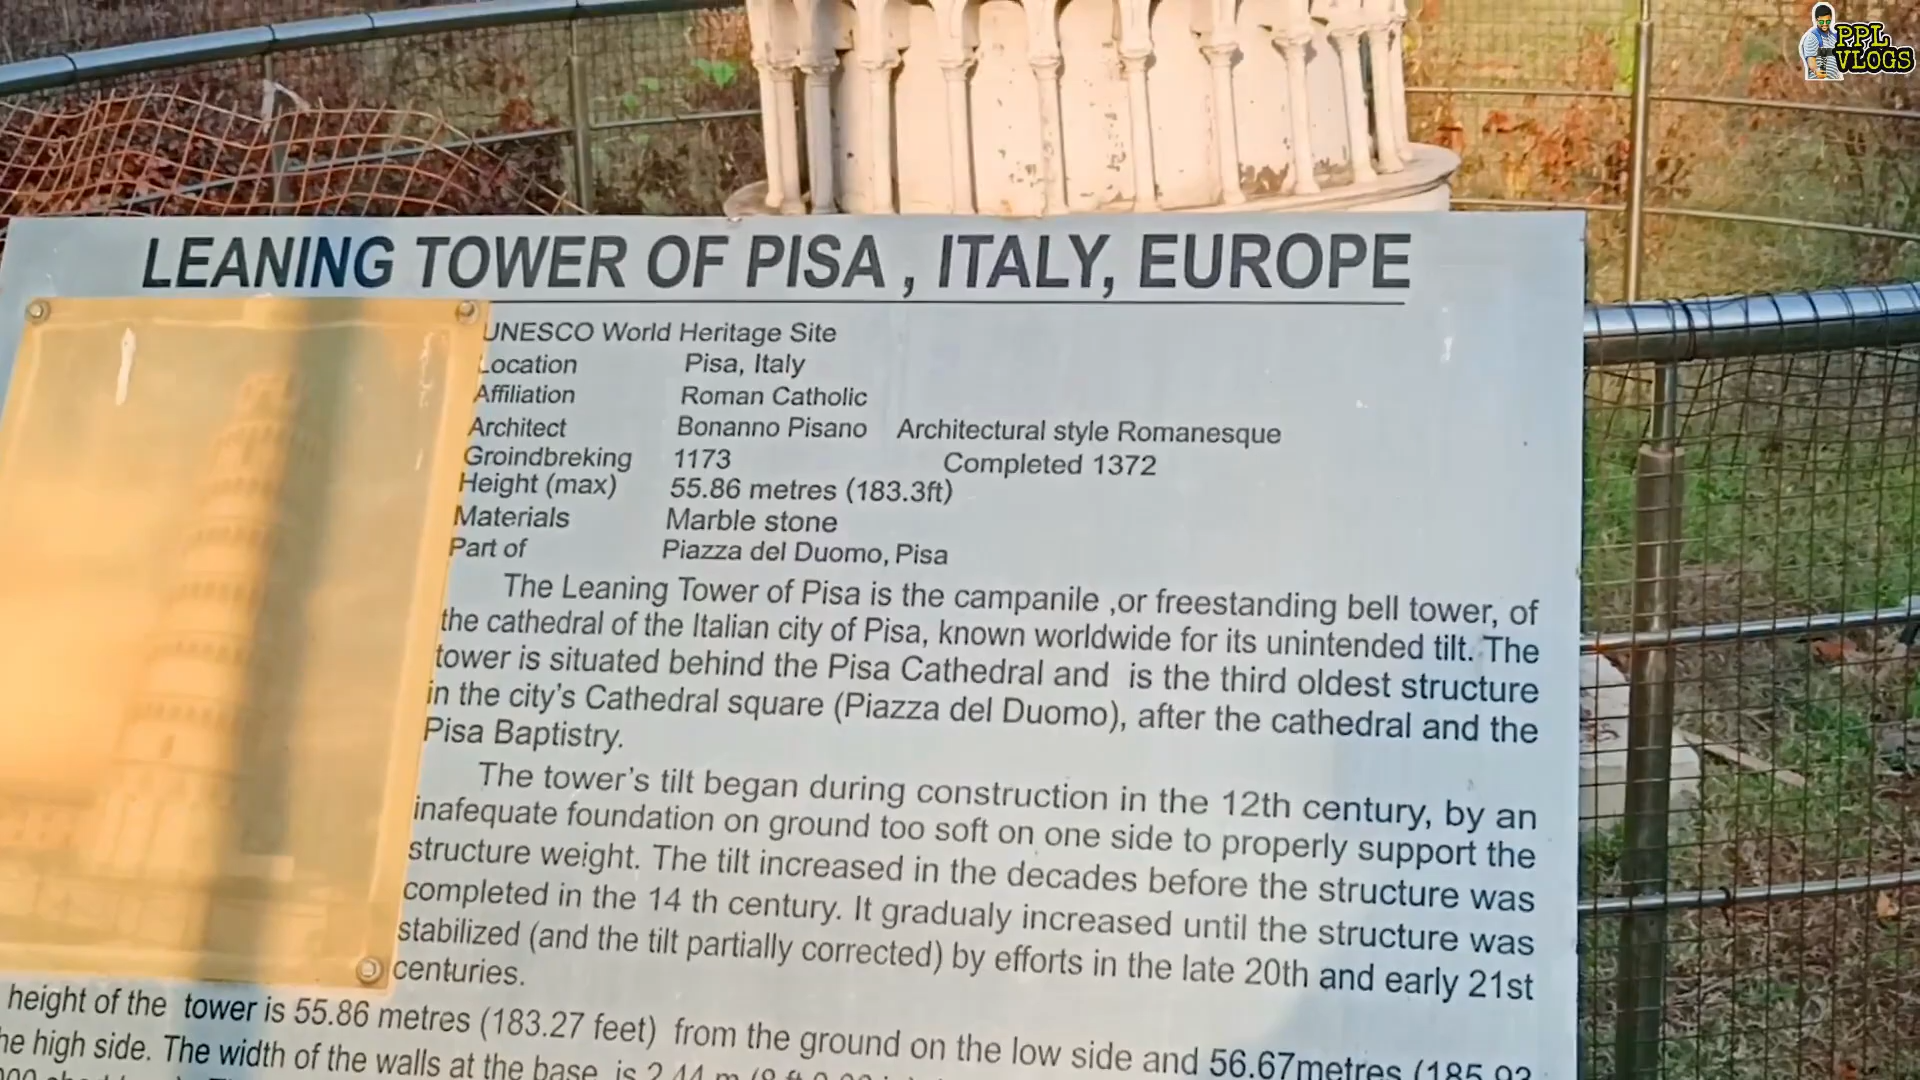 PPL
VLOGS
LEANING TOWER OF PISA , ITALY, EUROPE
UNESCO World Heritage Site
Location Pisa, Italy
Affiliation Roman Catholic
Architect Bonanno Pisano Architectural style Romanesque
Groindbreking 1173 Completed 1372
Height (max) 55.86 metres (183.3ft)
Materials Marble stone
Part of Piazza del Duomo, Pisa
The Leaning Tower of Pisa is the campanile ,or freestanding bell tower, of
the cathedral of the Italian city of Pisa, known worldwide for its unintended tilt. The
tower is situated behind the Pisa Cathedral and is the third oldest structure
in the city's Cathedral square (Piazza del Duomo), after the cathedral and the
Pisa Baptistry.
The tower's tilt began during construction in the 12th century, by an
inafequate foundation on ground too soft on one side to properly support the
structure weight. The tilt increased in the decades before the structure was
completed in the 14 th century. It gradualy increased until the structure was
stabilized (and the tilt partially corrected) by efforts in the late 20th and early 21st
centuries.
height of the tower is 55.86 metres (183.27 feet) from the ground on the low side and 56.67metres (185.93
he high side. The width of the walls at the base is 2.44 m